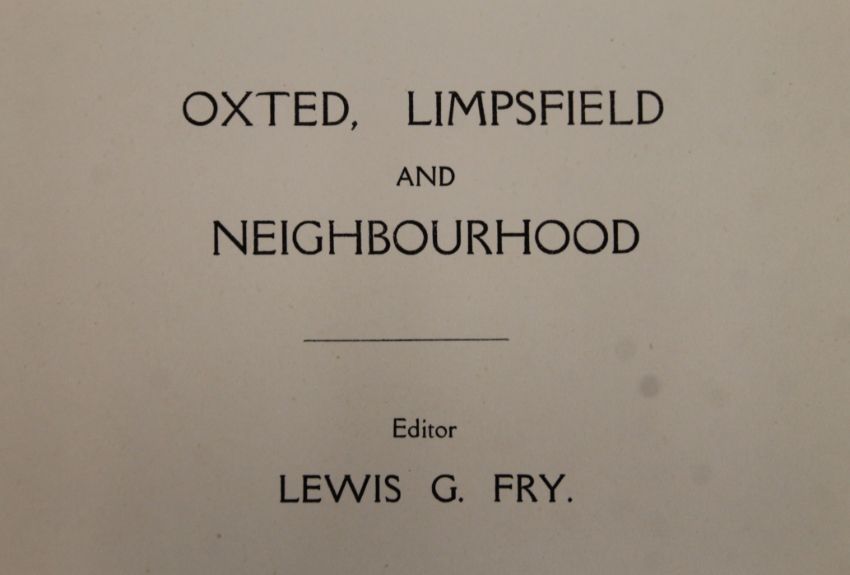 OXTED, LIMPSFIELD
AND
NEIGHBOURHOOD
Editor
LEWIS G. FRY.